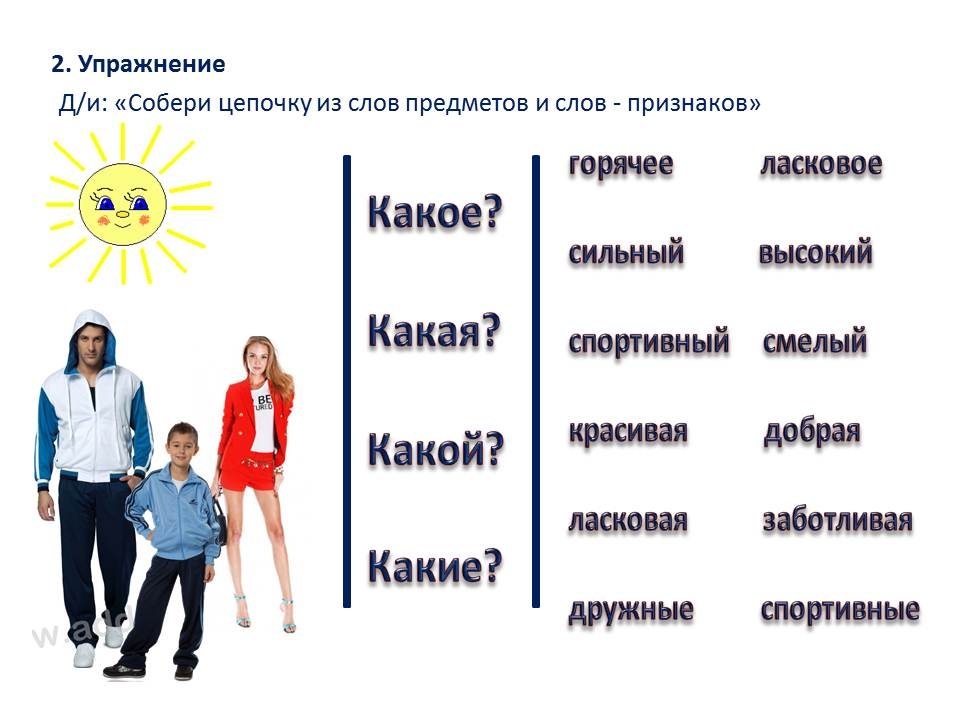 2. Упражнение
Д/и: «Собери цепочку из слов предметов и слов - признаков»
Какое?
Какая?
Какой?
Какие?
горячее ласковое
сильный высокий
спортивный смелый
красивая добрая
ласковая заботливая
дружные спортивные
w.add